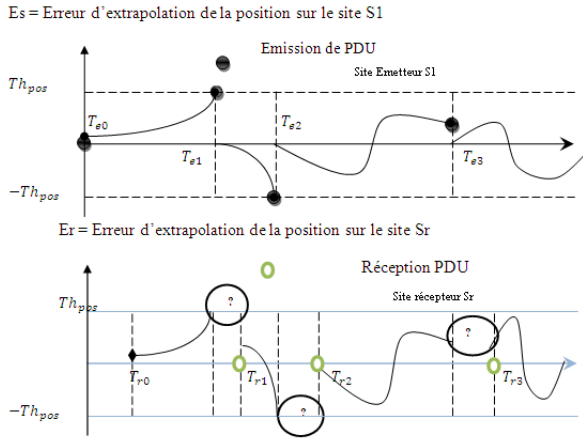 Es = Erreur d'extrapolation de la position sur le site S1
Emission de PDU
Site Emetteur S1
Th_pos
T_e0
T_e2
T_e1
T_e3
−Th_pos
Er = Erreur d'extrapolation de la position sur le site Sr
Réception PDU
Site récepteur Sr
Th_pos
?
?
T_r0
T_r1
T_r2
T_r3
−Th_pos
?